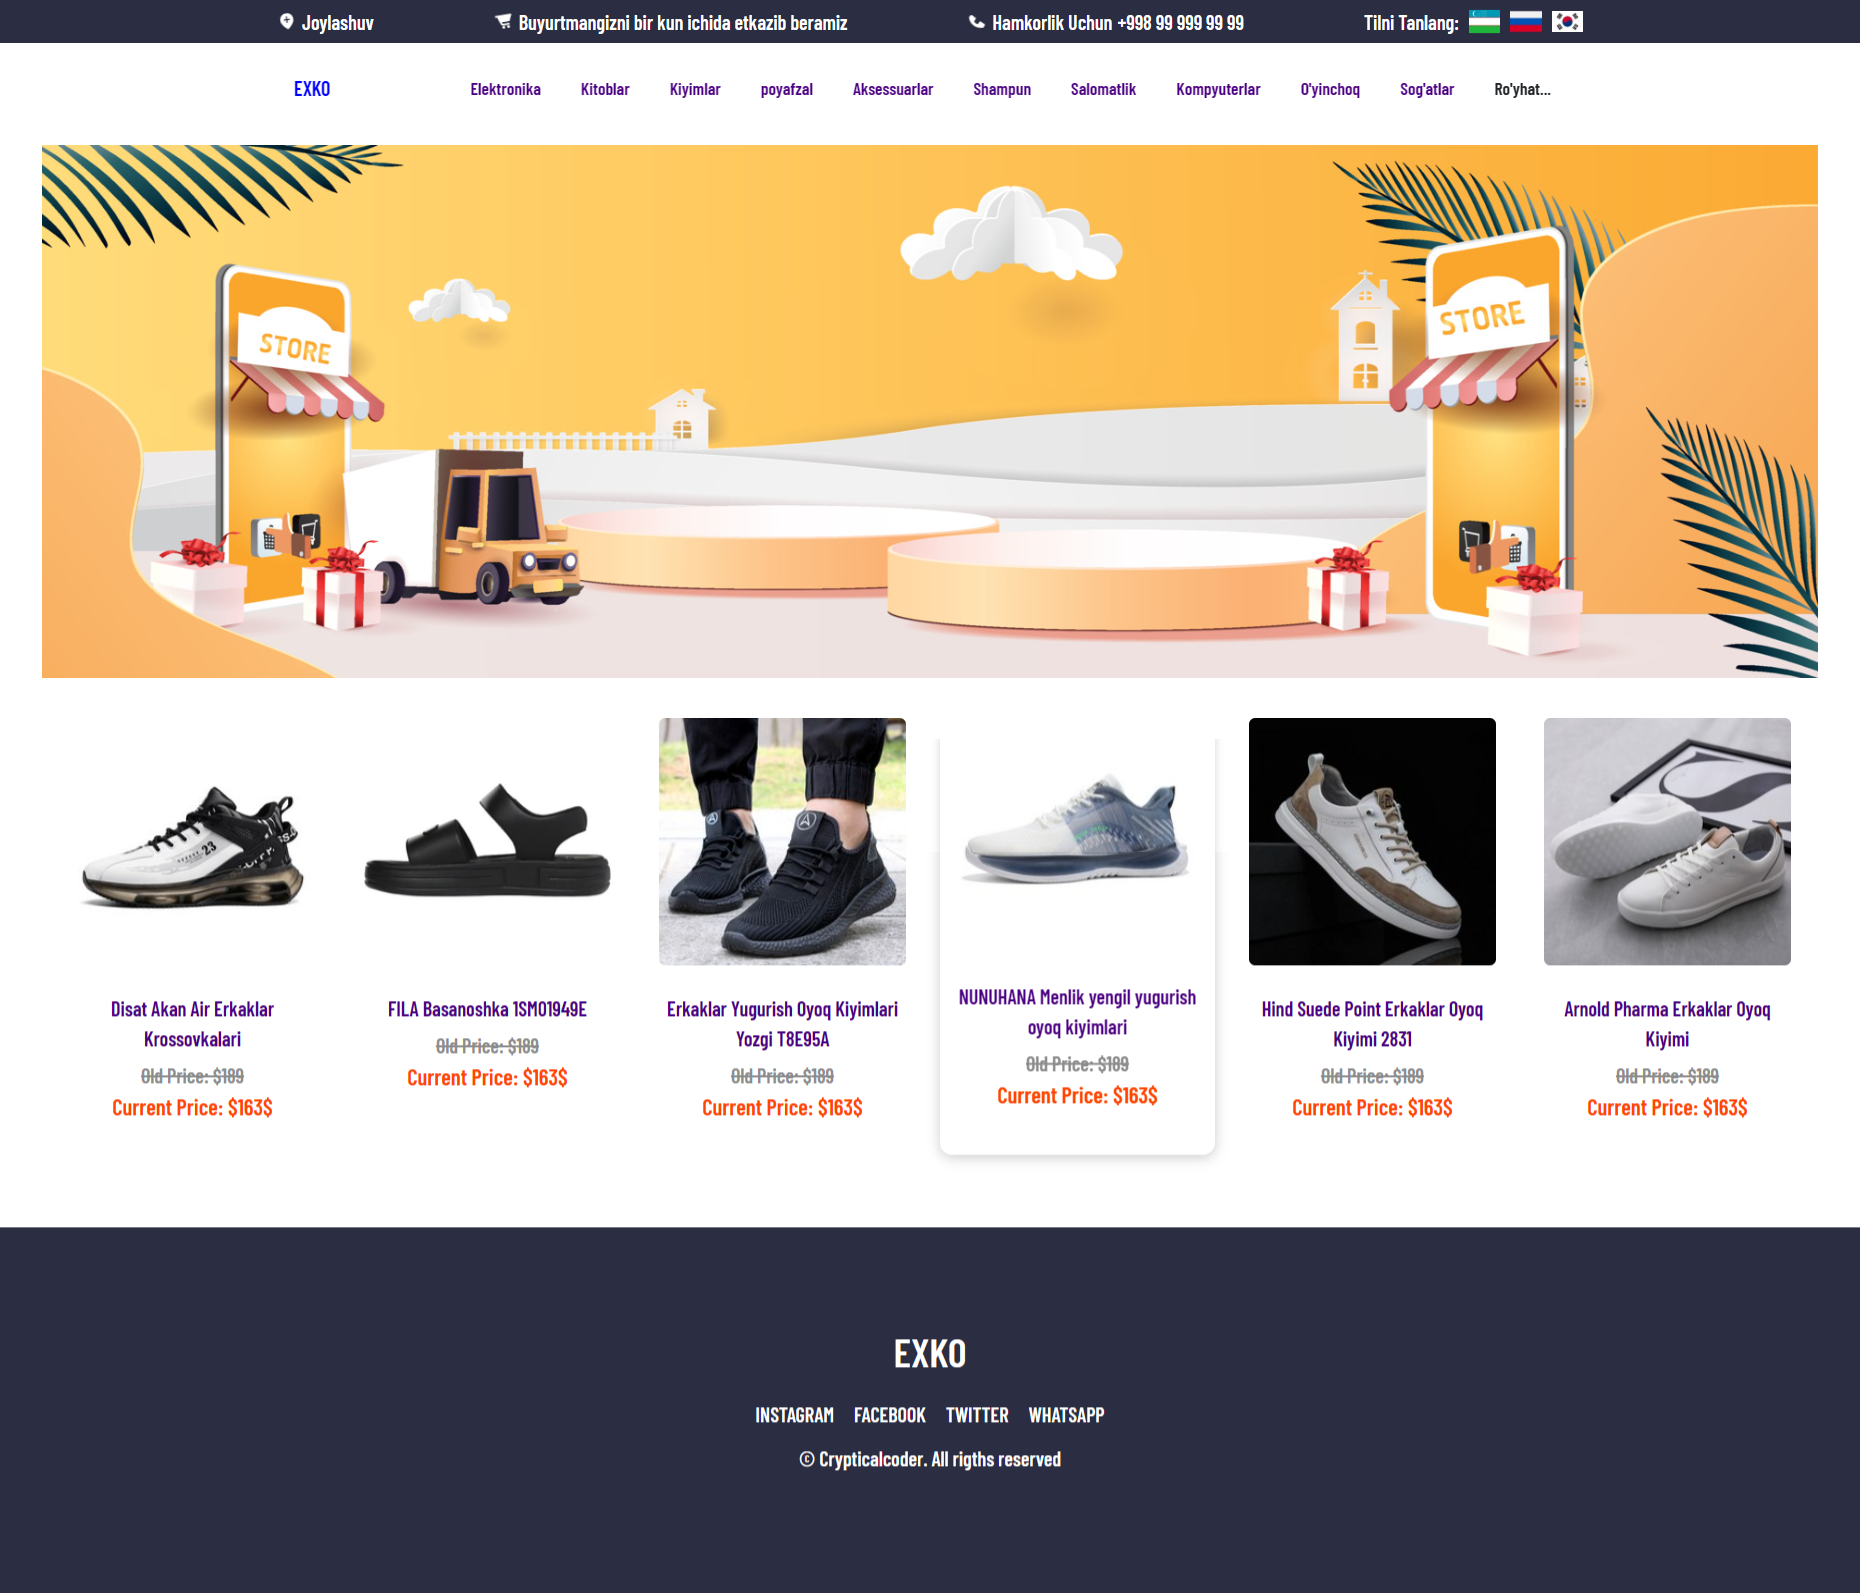 Joylashuv
Buyurtmangizni bir kun ichida etkazib beramiz
Hamkorlik Uchun +998 99 999 99 99
Tilni Tanlang:
EXKO
Elektronika
Kitoblar
Kiyimlar
poyafzal
Aksessuarlar
Shampun
Salomatlik
Kompyuterlar
O'yinchoq
Sog'atlar
Ro'yhat...
STORE
STORE
23
Disat Akan Air Erkaklar
Krossovkalari
Old Price: $189
Current Price: $163$
FILA Basanoshka 1SM01949E
Old Price: $189
Current Price: $163$
Erkaklar Yugurish Oyoq Kiyimlari
Yozgi T8E95A
Old Price: $189
Current Price: $163$
NUNUHANA Menlik yengil yugurish
oyoq kiyimlari
Old Price: $189
Current Price: $163$
Hind Suede Point Erkaklar Oyoq
Kiyimi 2831
Old Price: $189
Current Price: $163$
Arnold Pharma Erkaklar Oyoq
Kiyimi
Old Price: $189
Current Price: $163$
EXKO
INSTAGRAM
FACEBOOK
TWITTER
WHATSAPP
© Crypticalcoder. All rigths reserved